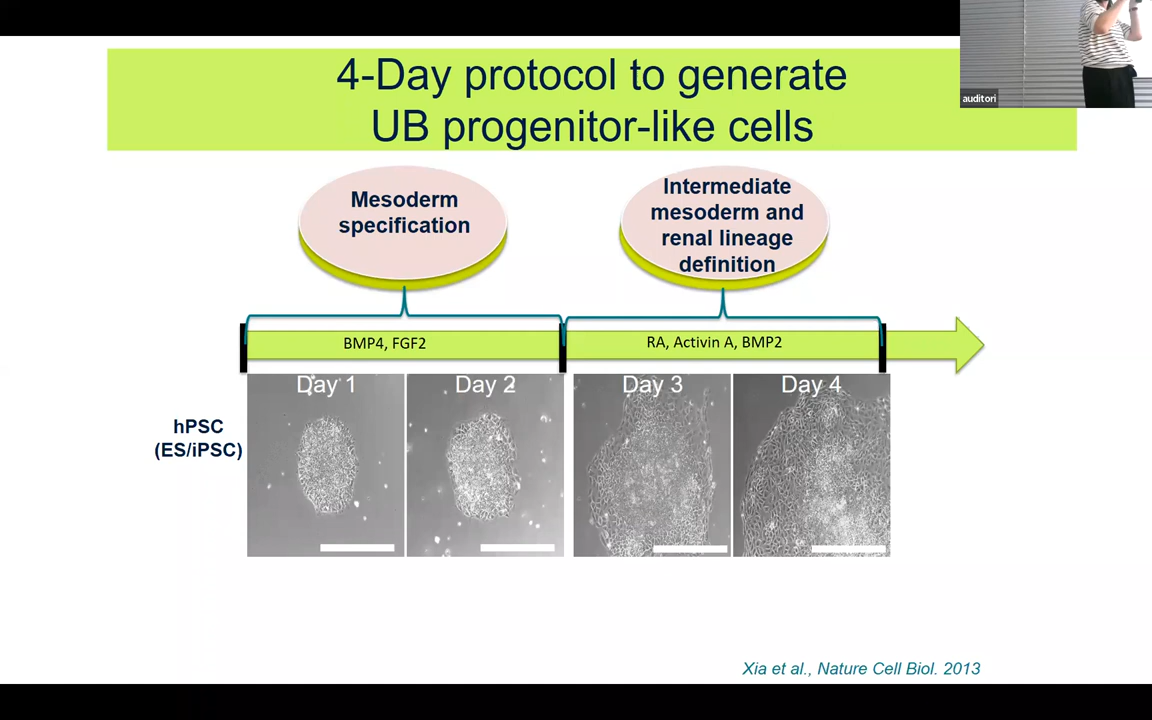 4-Day protocol to generate
UB progenitor-like cells
auditori
Mesoderm
specification
Intermediate
mesoderm and
renal lineage
definition
BMP4, FGF2
RA, Activin A, BMP2
Day 1
Day 2
Day 3
Day 4
hPSC
(ES/iPSC)
Xia et al., Nature Cell Biol. 2013